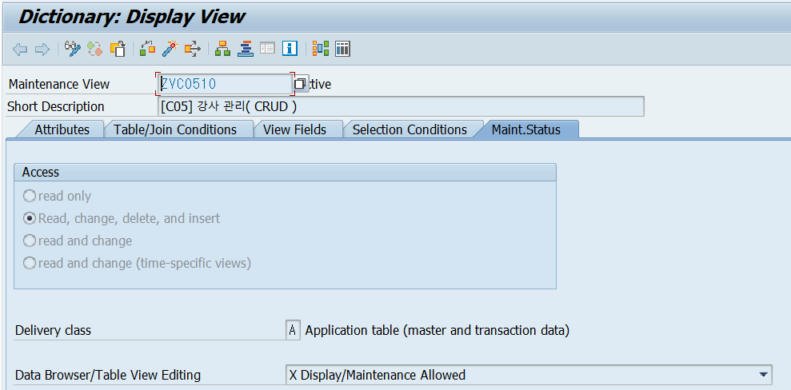 Dictionary: Display View
Maintenance View ZVC0510 tive
Short Description [C05] 강사 관리( CRUD )
Attributes Table/Join Conditions View Fields Selection Conditions Maint.Status
Access
read only
Read, change, delete, and insert
read and change
read and change (time-specific views)
Delivery class A Application table (master and transaction data)
Data Browser/Table View Editing X Display/Maintenance Allowed